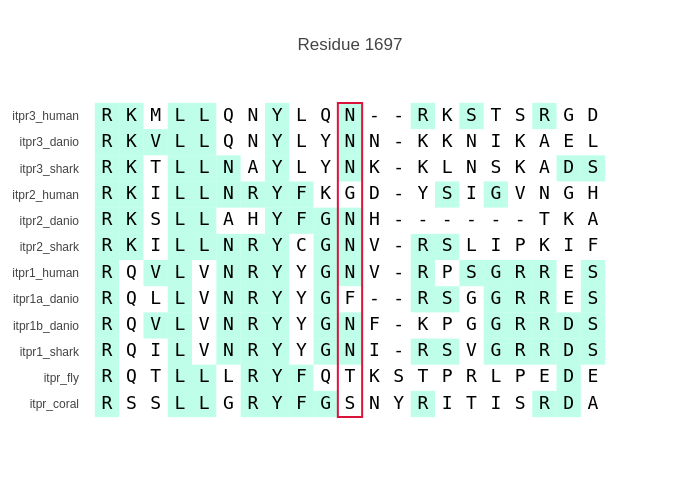 Residue 1697
itpr3_human R K M L L Q N Y L Q N - - R K S T S R G D
itpr3_danio R K V L L Q N Y L Y N N - K K N I K A E L
itpr3_shark R K T L L N A Y L Y N K - K L N S K A D S
itpr2_human R K I L L N R Y F K G D - Y S I G V N G H
itpr2_danio R K S L L A H Y F G N H - - - - - - T K A
itpr2_shark R K I L L N R Y C G N V - R S L I P K I F
itpr1_human R Q V L V N R Y Y G N V - R P S G R R E S
itpr1a_danio R Q L L V N R Y Y G F - - R S G G R R E S
itpr1b_danio R Q V L V N R Y Y G N F - K P G G R R D S
itpr1_shark R Q I L V N R Y Y G N I - R S V G R R D S
itpr_fly R Q T L L L R Y F Q T K S T P R L P E D E
itpr_coral R S S L L G R Y F G S N Y R I T I S R D A